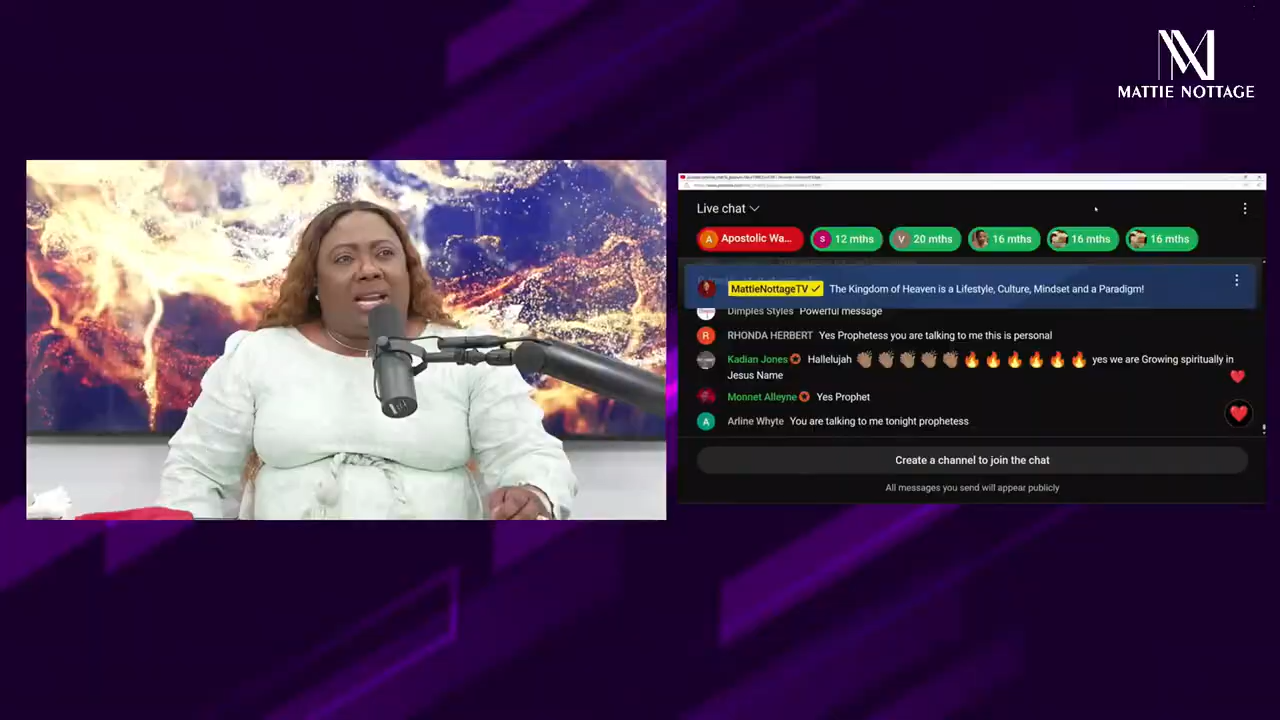 MATTIE NOTTAGE
Live chat
A Apostolic Wa... S 12 mths V 20 mths 16 mths 16 mths 16 mths
MattieNottageTV The Kingdom of Heaven is a Lifestyle, Culture, Mindset and a Paradigm!
Dimples Styles Powerful message
R RHONDA HERBERT Yes Prophetess you are talking to me this is personal
Kadian Jones Hallelujah 👏🏽👏🏽👏🏽👏🏽👏🏽🔥🔥🔥🔥🔥🔥 yes we are Growing spiritually in
Jesus Name
Monnet Alleyne Yes Prophet
A Arline Whyte You are talking to me tonight prophetess
Create a channel to join the chat
All messages you send will appear publicly